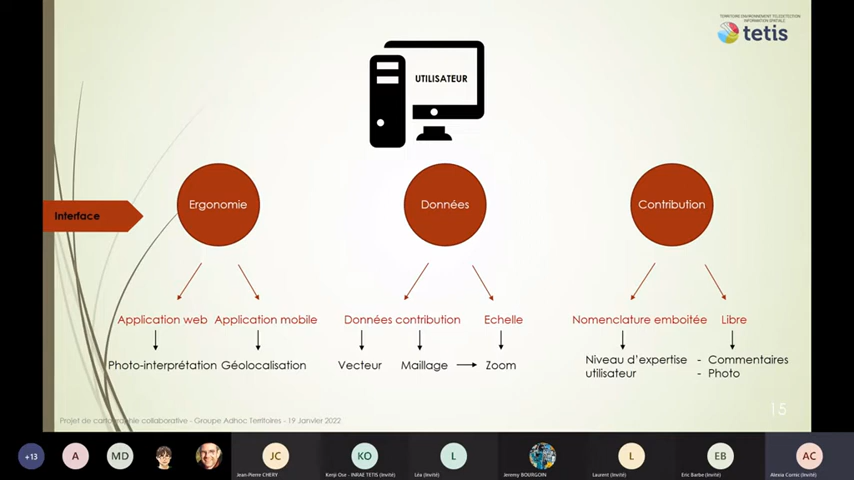 TERRITOIRE ENVIRONNEMENT TÉLÉDÉTECTION
INFORMATION SPATIALE
tetis
UTILISATEUR
Interface
Ergonomie
Données
Contribution
Application web
Application mobile
Données contribution
Echelle
Nomenclature emboitée
Libre
Photo-interprétation
Géolocalisation
Vecteur
Maillage
Zoom
Niveau d'expertise
utilisateur
- Commentaires
- Photo
Projet de cartographie collaborative - Groupe Adhoc Territoires - 19 Janvier 2022
15
+13
A
MD
JC
Jean-Pierre CHERY
KO
Kenji Ose - INRAE TETIS (Invité)
L
Léa (Invité)
Jeremy BOURGOIN
L
Laurent (Invité)
EB
Eric Barbe (Invité)
AC
Alexia Cornic (Invité)